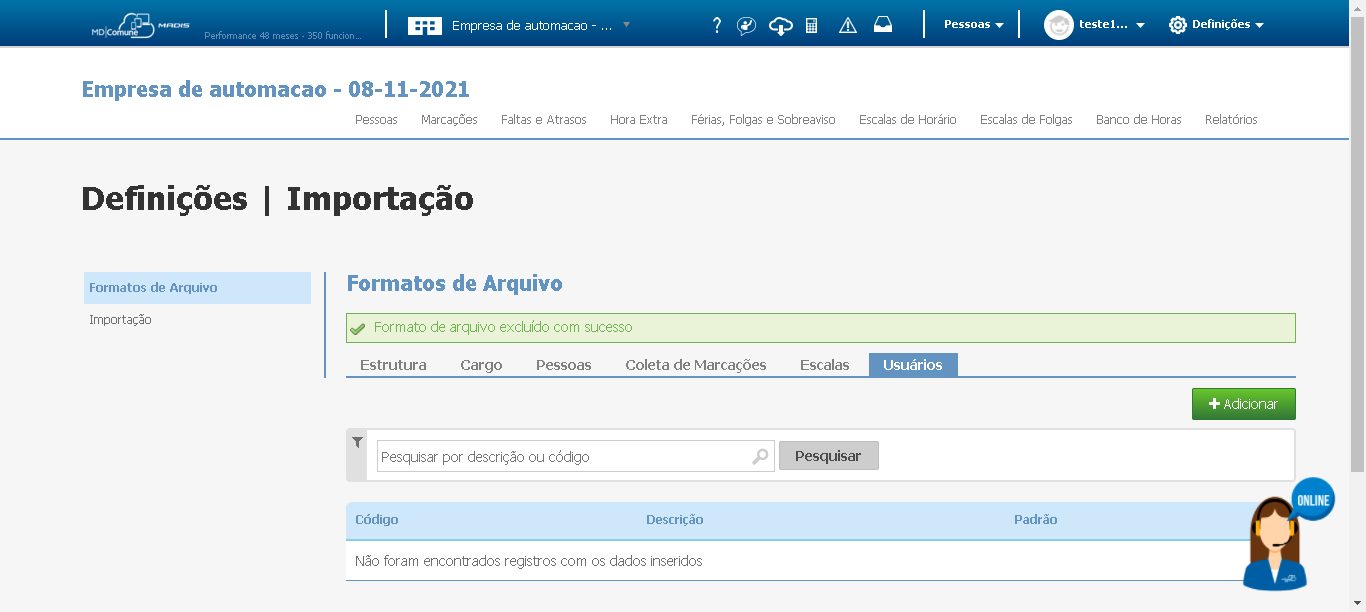 MD|Comune MADIS
Performance 48 meses - 350 funcion...
Empresa de automacao - ...
?
Pessoas
teste1...
Definições
Empresa de automacao - 08-11-2021
Pessoas Marcações Faltas e Atrasos Hora Extra Férias, Folgas e Sobreaviso Escalas de Horário Escalas de Folgas Banco de Horas Relatórios
Definições | Importação
Formatos de Arquivo
Importação
Formatos de Arquivo
Formato de arquivo excluído com sucesso
Estrutura Cargo Pessoas Coleta de Marcações Escalas Usuários
+ Adicionar
Pesquisar por descrição ou código
Pesquisar
ONLINE
Código Descrição Padrão
Não foram encontrados registros com os dados inseridos